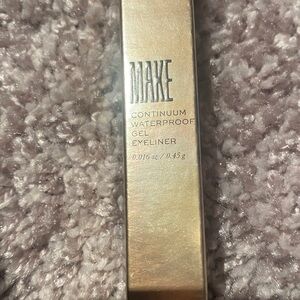 MAKE
CONTINUUM
WATERPROOF
GEL
EYELINER
0.016 oz / 0.45 g